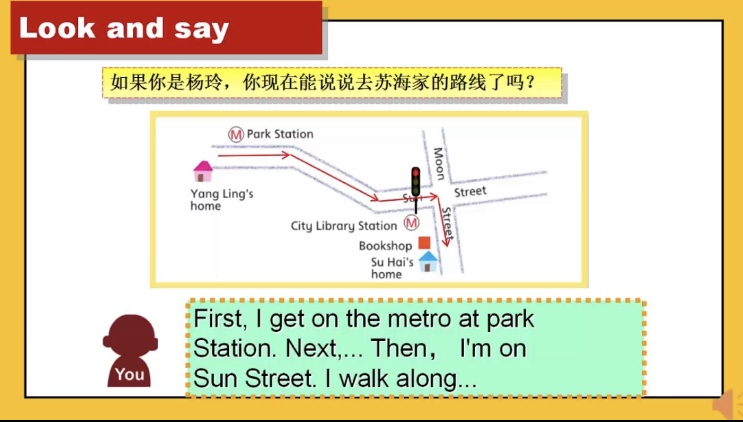 Look and say
如果你是杨玲，你现在能说说去苏海家的路线了吗？
M Park Station
Yang Ling's
home
Moon
Street
Sun
Street
City Library Station M
Bookshop
Su Hai's
home
First, I get on the metro at park
Station. Next,... Then， I'm on
Sun Street. I walk along...
You